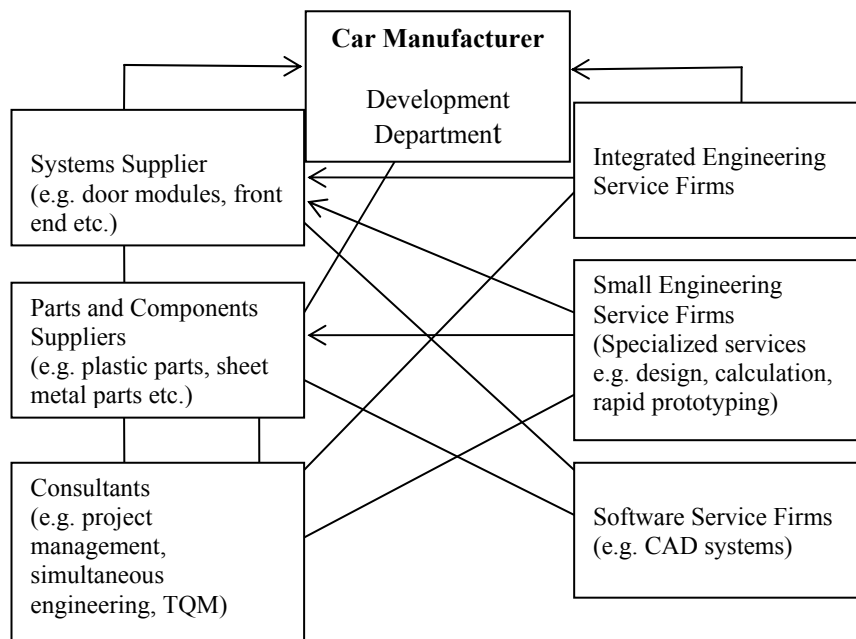 Car Manufacturer
Development
Department
Systems Supplier
(e.g. door modules, front
end etc.)
Integrated Engineering
Service Firms
Parts and Components
Suppliers
(e.g. plastic parts, sheet
metal parts etc.)
Small Engineering
Service Firms
(Specialized services
e.g. design, calculation,
rapid prototyping)
Consultants
(e.g. project
management,
simultaneous
engineering, TQM)
Software Service Firms
(e.g. CAD systems)